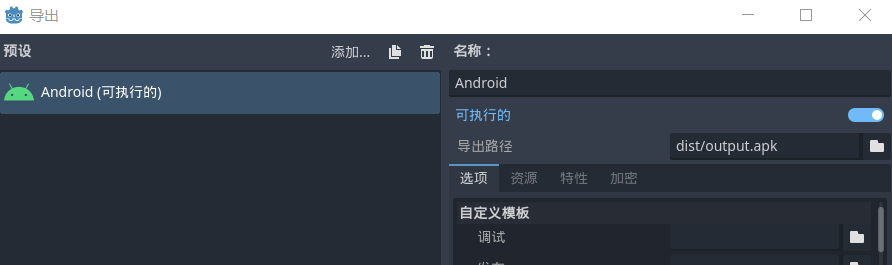 导出
预设
添加...
Android (可执行的)
名称：
Android
可执行的
导出路径
dist/output.apk
选项 资源 特性 加密
自定义模板
调试